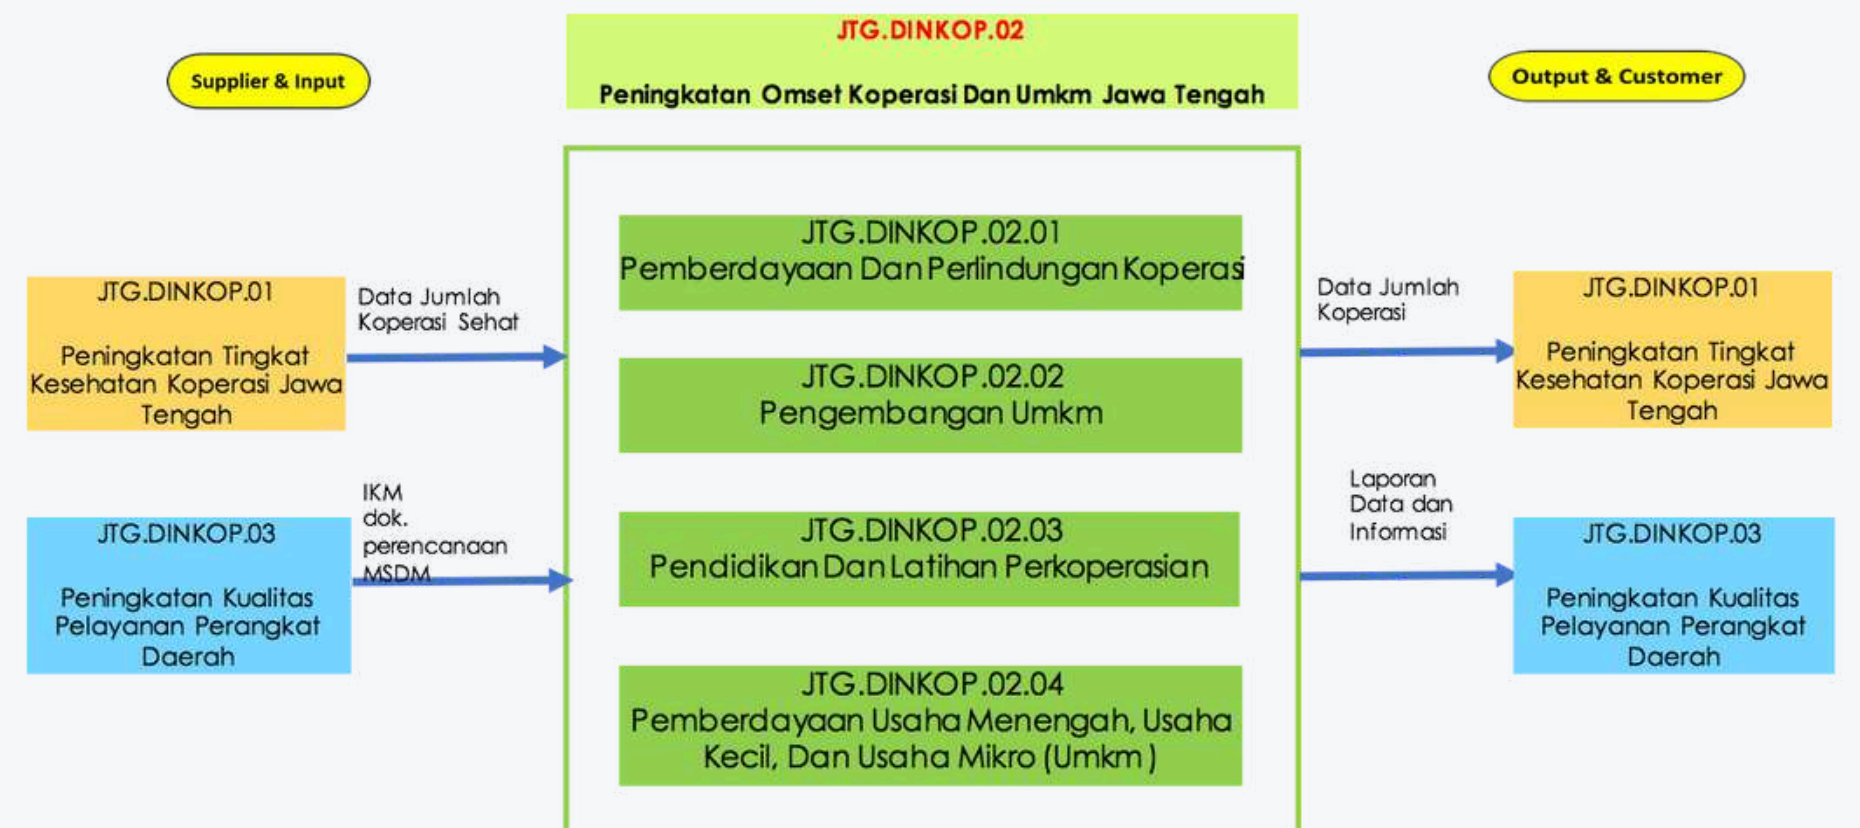 JTG.DINKOP.02
Peningkatan Omset Koperasi Dan Umkm Jawa Tengah
Supplier & Input
Output & Customer
JTG.DINKOP.01
Peningkatan Tingkat
Kesehatan Koperasi Jawa
Tengah
Data Jumlah
Koperasi Sehat
JTG.DINKOP.03
Peningkatan Kualitas
Pelayanan Perangkat
Daerah
IKM
dok.
perencanaan
MSDM
JTG.DINKOP.02.01
Pemberdayaan Dan Perlindungan Koperasi
JTG.DINKOP.02.02
Pengembangan Umkm
JTG.DINKOP.02.03
Pendidikan Dan Latihan Perkoperasian
JTG.DINKOP.02.04
Pemberdayaan Usaha Menengah, Usaha
Kecil, Dan Usaha Mikro (Umkm)
Data Jumlah
Koperasi
JTG.DINKOP.01
Peningkatan Tingkat
Kesehatan Koperasi Jawa
Tengah
Laporan
Data dan
Informasi
JTG.DINKOP.03
Peningkatan Kualitas
Pelayanan Perangkat
Daerah